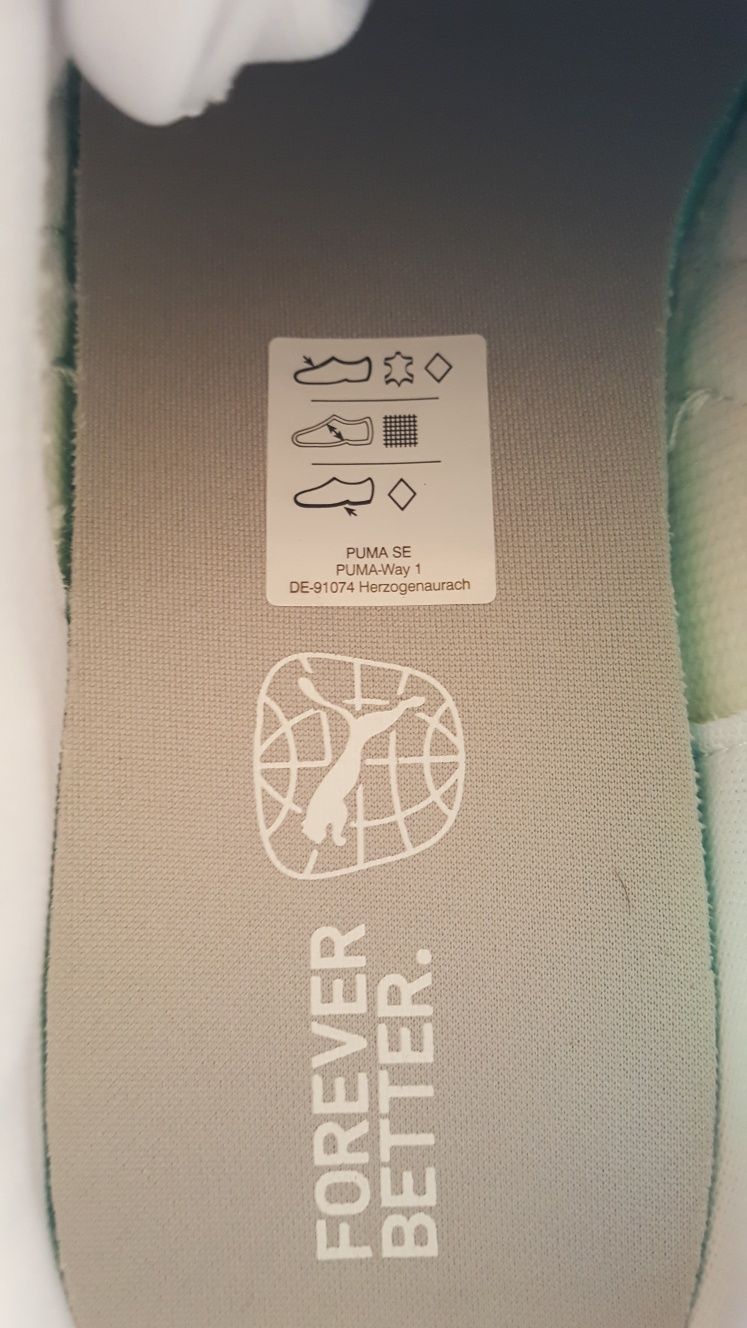 PUMA SE
PUMA-Way 1
DE-91074 Herzogenaurach
FOREVER
BETTER.